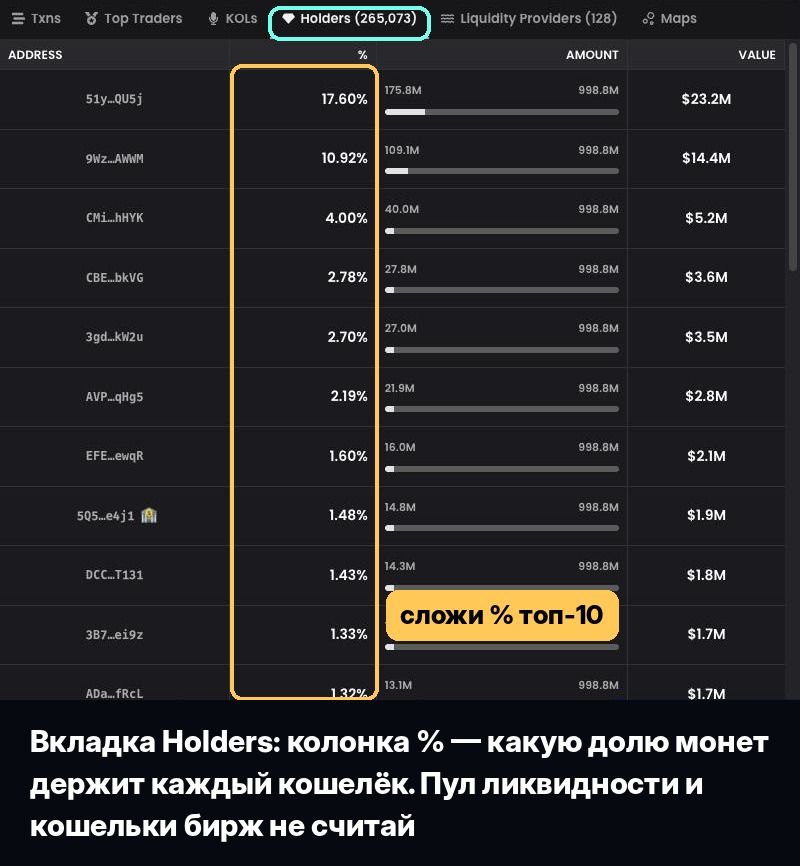 Txns Top Traders KOLs Holders (265,073) Liquidity Providers (128) Maps
ADDRESS % AMOUNT VALUE
51y…QU5j 17.60% 175.8M 998.8M $23.2M
9Wz…AWWM 10.92% 109.1M 998.8M $14.4M
CMi…hHYK 4.00% 40.0M 998.8M $5.2M
CBE…bkVG 2.78% 27.8M 998.8M $3.6M
3gd…kW2u 2.70% 27.0M 998.8M $3.5M
AVP…qHg5 2.19% 21.9M 998.8M $2.8M
EFE…ewqR 1.60% 16.0M 998.8M $2.1M
5Q5…e4j1 1.48% 14.8M 998.8M $1.9M
DCC…T131 1.43% 14.3M 998.8M $1.8M
сложи % топ-10
3B7…ei9z 1.33% $1.7M
ADa…fRcL 1.32% 13.1M 998.8M $1.7M
Вкладка Holders: колонка % — какую долю монет
держит каждый кошелёк. Пул ликвидности и
кошельки бирж не считай